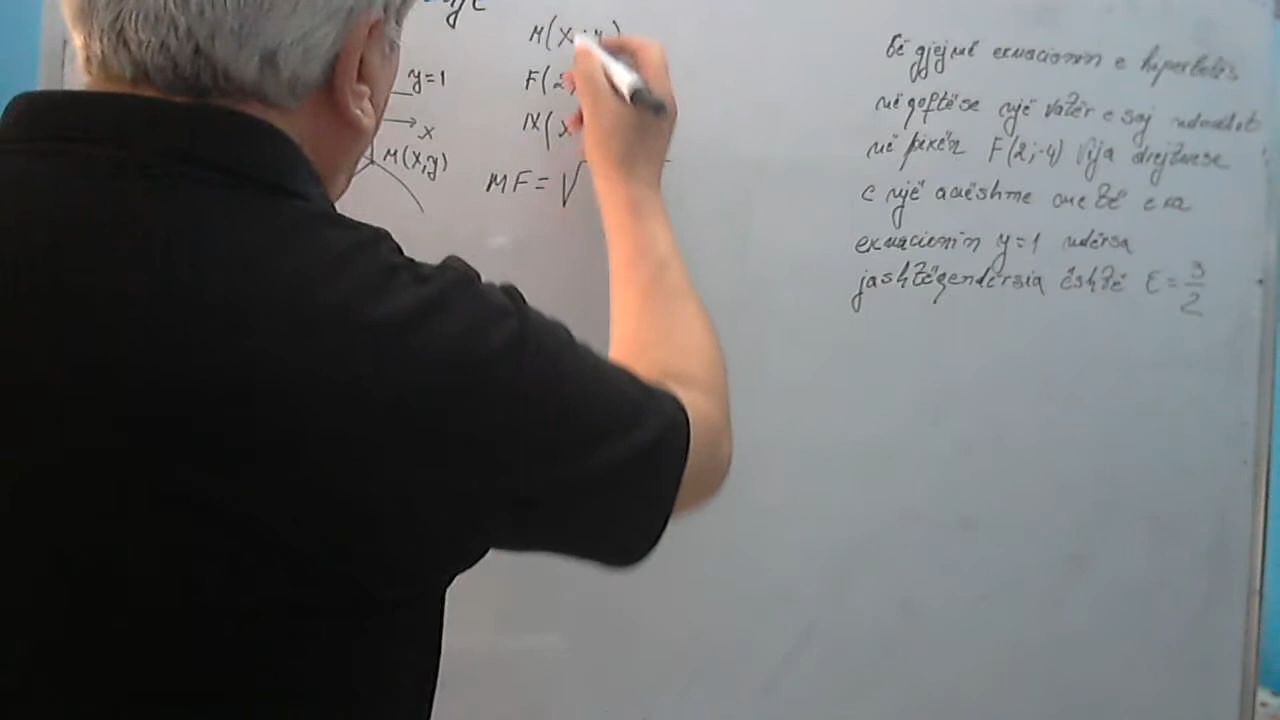 y=1
x
M(x,y)
M(x
F(2;
MF=√
të gjejmë ekuacionin e hiperbolës
në qoftëse një vatër e saj ndodhet
në pikën F(2;-4) Vija drejtuese
e një anëshme me të e ka
ekuacionin y=1 ndërsa
jashtëqendërsia është ε=3/2